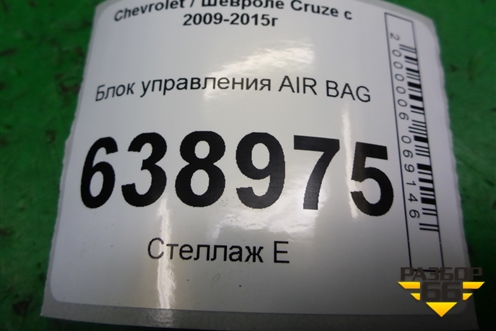 Chevrolet / Шевроле Cruze с
2009-2015г
Блок управления AIR BAG
638975
Стеллаж Е
2000006069146
РАЗБОР
66